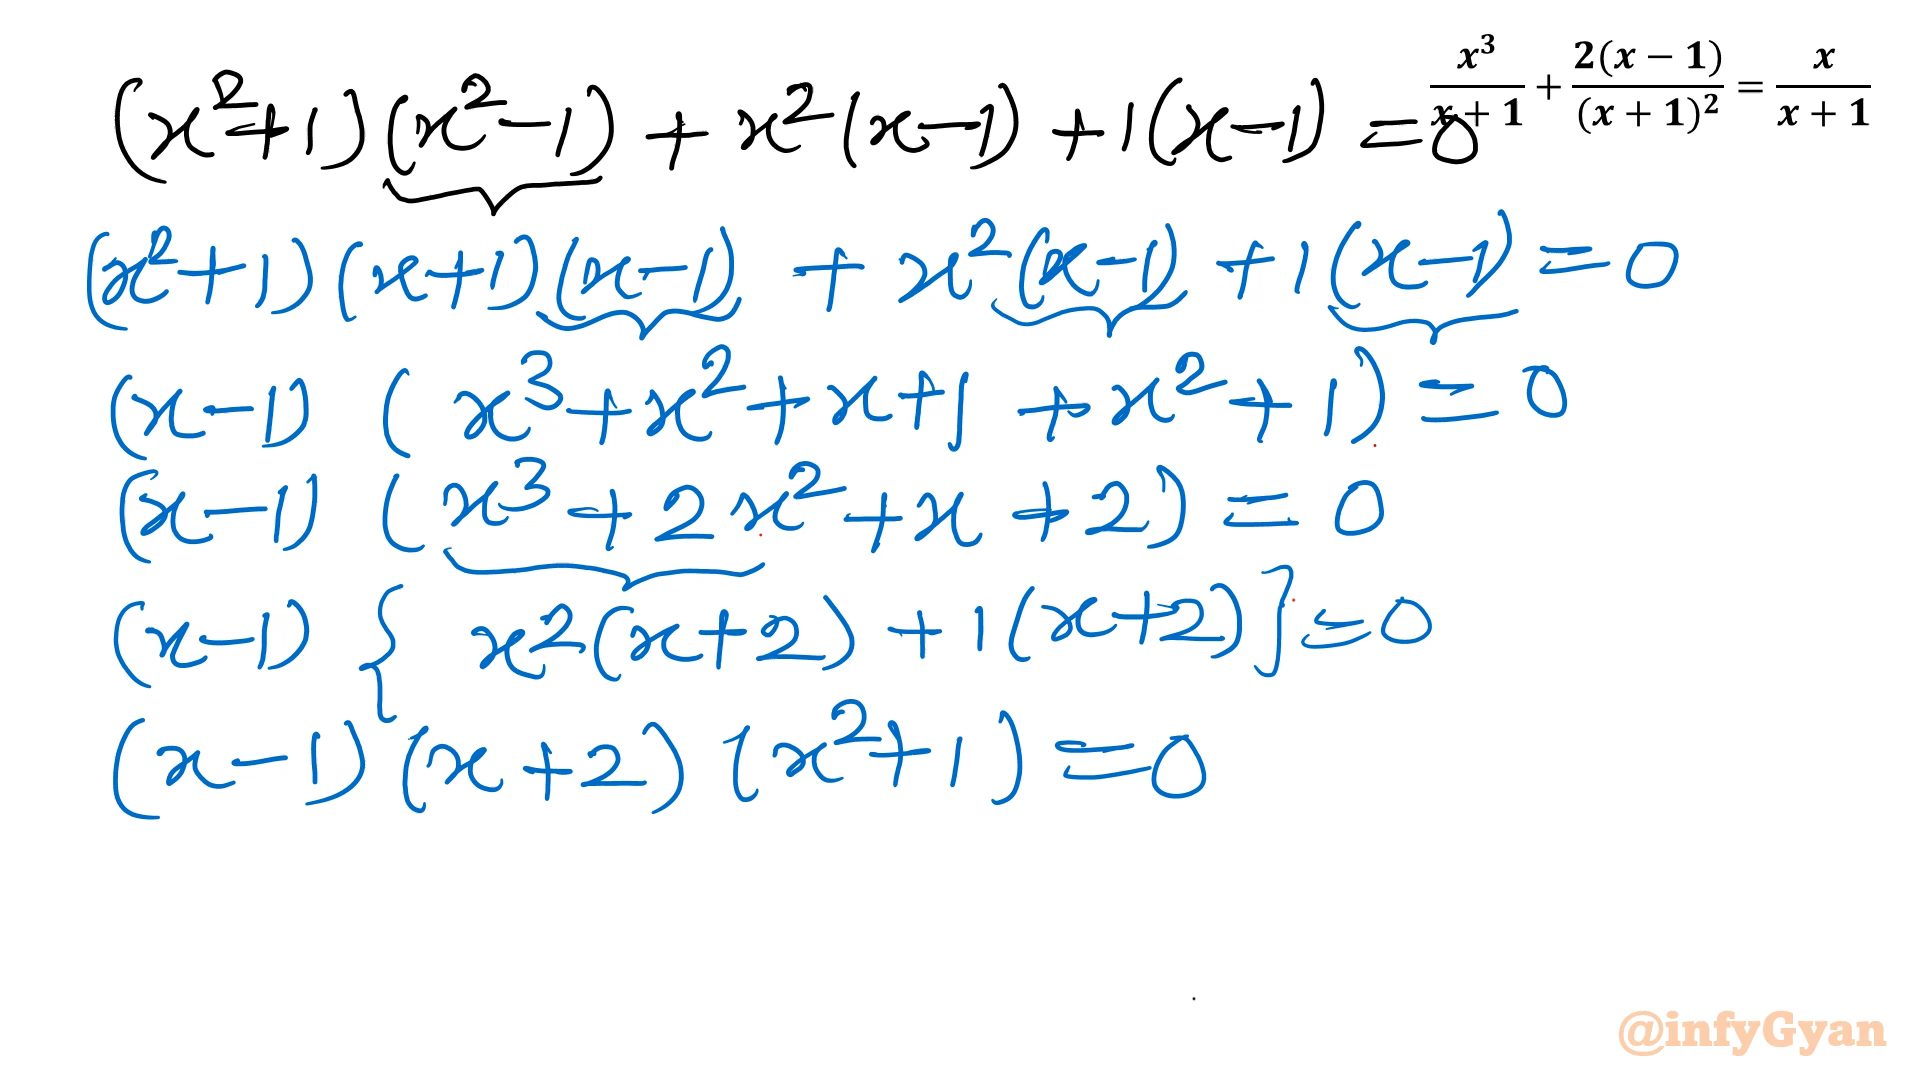 x³/(x + 1) + 2(x − 1)/(x + 1)² = x/(x + 1)
(x²+1)(x²−1) + x²(x−1) + 1(x−1) = 0
(x²+1)(x+1)(x−1) + x²(x−1) + 1(x−1) = 0
(x−1) (x³+x²+x+1 + x²+1) = 0
(x−1) (x³+2x²+x+2) = 0
(x−1) { x²(x+2) + 1(x+2)] = 0
(x−1)(x+2)(x²+1) = 0
@infyGyan